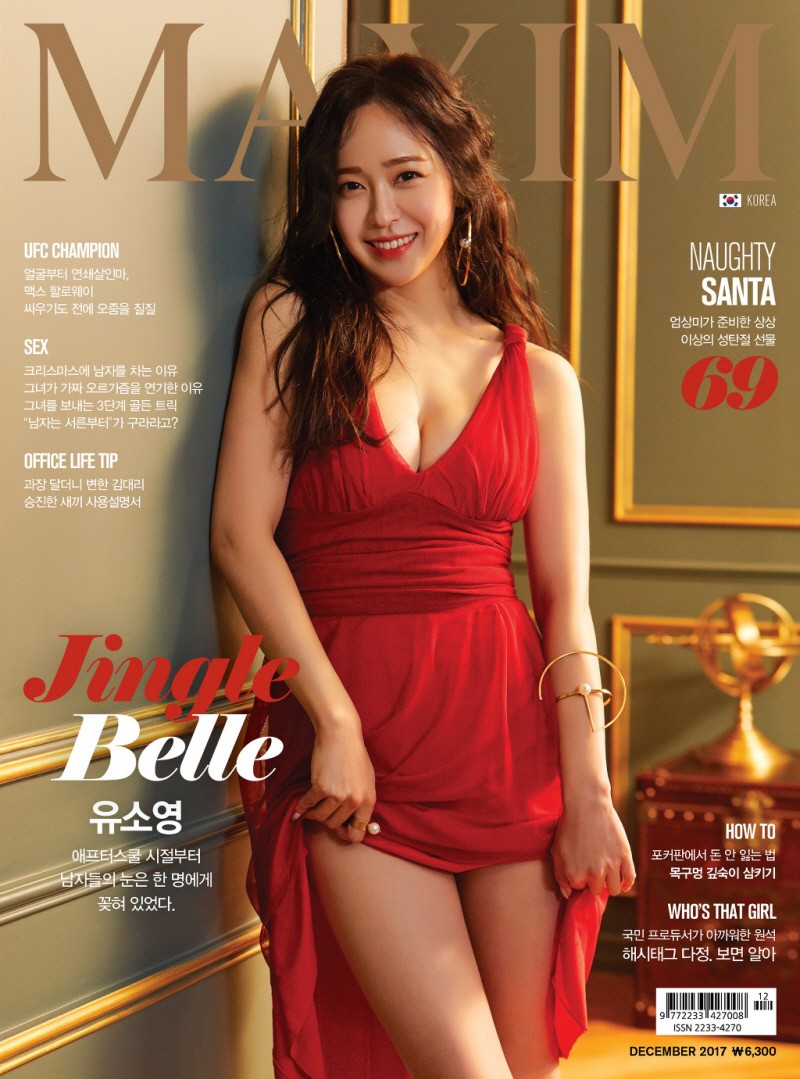 MAXIM
KOREA
UFC CHAMPION
얼굴부터 연쇄살인마,
맥스 할로웨이
싸우기도 전에 오줌을 질질
SEX
크리스마스에 남자를 차는 이유
그녀가 가짜 오르가즘을 연기한 이유
그녀를 보내는 3단계 골든 트릭
“남자는 서른부터”가 구라라고?
OFFICE LIFE TIP
과장 달더니 변한 김대리
승진한 새끼 사용설명서
NAUGHTY
SANTA
엄상미가 준비한 상상
이상의 성탄절 선물
69
Jingle
Belle
유소영
애프터스쿨 시절부터
남자들의 눈은 한 명에게
꽂혀 있었다.
HOW TO
포커판에서 돈 안 잃는 법
목구멍 깊숙이 삼키기
WHO'S THAT GIRL
국민 프로듀서가 아까워한 원석
해시태그 다정. 보면 알아
12
9 772233 427008
ISSN 2233-4270
DECEMBER 2017 ₩6,300